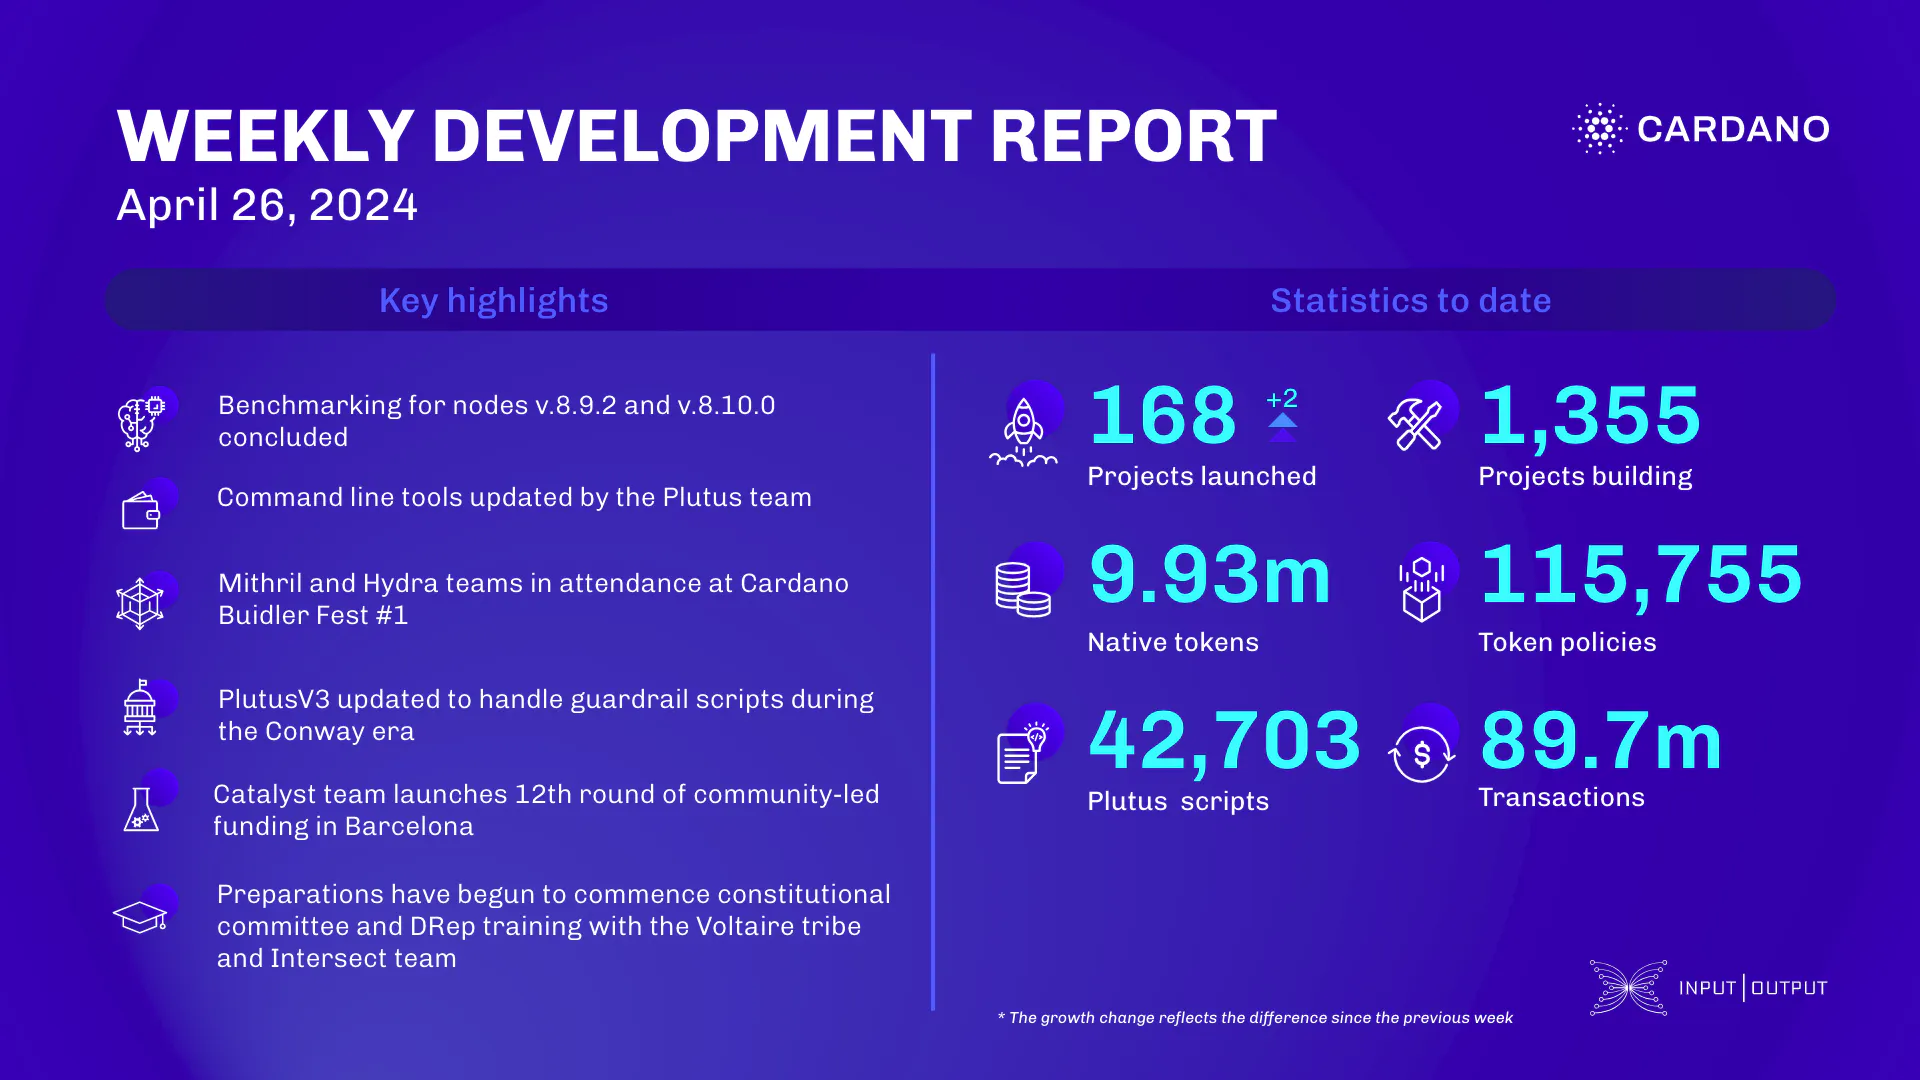 WEEKLY DEVELOPMENT REPORT
April 26, 2024
CARDANO
Key highlights
Statistics to date
Benchmarking for nodes v.8.9.2 and v.8.10.0
concluded
Command line tools updated by the Plutus team
Mithril and Hydra teams in attendance at Cardano
Buidler Fest #1
PlutusV3 updated to handle guardrail scripts during
the Conway era
Catalyst team launches 12th round of community-led
funding in Barcelona
Preparations have begun to commence constitutional
committee and DRep training with the Voltaire tribe
and Intersect team
168 +2
Projects launched
1,355
Projects building
9.93m
Native tokens
115,755
Token policies
42,703
Plutus scripts
89.7m
Transactions
* The growth change reflects the difference since the previous week
INPUT|OUTPUT